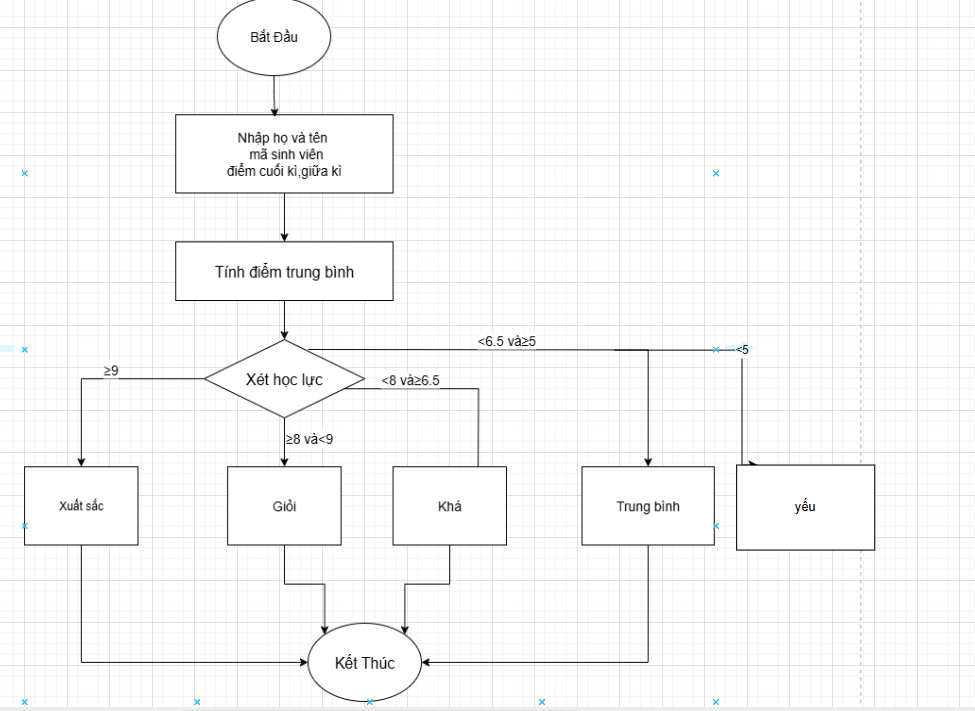 Bắt Đầu
Nhập họ và tên
mã sinh viên
điểm cuối kì,giữa kì
Tính điểm trung bình
<6.5 và≥5
<5
≥9
Xét học lực
<8 và≥6.5
≥8 và<9
Xuất sắc
Giỏi
Khá
Trung bình
yếu
Kết Thúc